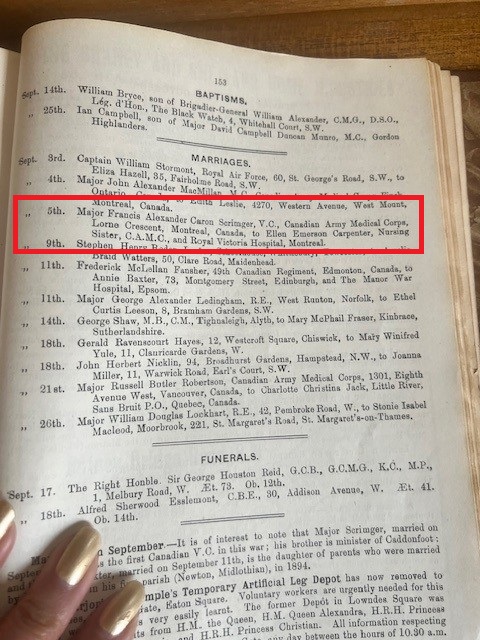 153
BAPTISMS.
Sept. 14th. William Bryce, son of Brigadier-General William Alexander, C.M.G., D.S.O.,
Lég. d'Hon., The Black Watch, 4, Whitehall Court, S.W.
„ 25th. Ian Campbell, son of Major David Campbell Duncan Munro, M.C., Gordon
Highlanders.
MARRIAGES.
Sept. 3rd. Captain William Stormont, Royal Air Force, 60, St. George's Road, S.W., to
Eliza Hazell, 35, Fairholme Road, S.W.
„ 4th. Major John Alexander MacMillan,
Ontario, to Edith Leslie, 4270, Western Avenue, West Mount,
Montreal, Canada.
„ 5th. Major Francis Alexander Caron Scrimger, V.C., Canadian Army Medical Corps,
Lorne Crescent, Montreal, Canada, to Ellen Emerson Carpenter, Nursing
Sister, C.A.M.C., and Royal Victoria Hospital, Montreal.
„ 9th. Stephen Henry
Braid Watters, 50, Clare Road, Maidenhead.
„ 11th. Frederick McLellan Fansher, 49th Canadian Regiment, Edmonton, Canada, to
Annie Baxter, 73, Montgomery Street, Edinburgh, and The Manor War
Hospital, Epsom.
„ 11th. Major George Alexander Ledingham, R.E., West Runton, Norfolk, to Ethel
Curtis Leeson, 8, Bramham Gardens, S.W.
„ 14th. George Shaw, M.B., C.M., Tighnaleigh, Alyth, to Mary McPhail Fraser, Kinbrace,
Sutherlandshire.
„ 18th. Gerald Ravenscourt Hayes, 12, Westcroft Square, Chiswick, to Mary Winifred
Yule, 11, Clanricarde Gardens, W.
„ 18th. John Herbert Nicklin, 94, Broadhurst Gardens, Hampstead, N.W., to Joanna
Miller, 11, Warwick Road, Earl's Court, S.W.
„ 21st. Major Russell Butler Robertson, Canadian Army Medical Corps, 1301, Eighth
Avenue West, Vancouver, Canada, to Charlotte Christina Jack, Little River,
Sans Bruit P.O., Quebec, Canada.
„ 26th. Major William Douglas Lockhart, R.E., 42, Pembroke Road, W., to Stonie Isabel
Macleod, Moorbrook, 221, St. Margaret's Road, St. Margaret's-on-Thames.
FUNERALS.
Sept. 17. The Right Honble. Sir George Houston Reid, G.C.B., G.C.M.G., K.C., M.P.,
1, Melbury Road, W. Æt. 73. Ob. 12th.
„ 18th. Alfred Sherwood Esslemont, C.B.E., 30, Addison Avenue, W. Æt. 41.
Ob. 14th.
in September.—It is of interest to note that Major Scrimger, married on
is the first Canadian V.C. in this war; his brother is minister of Caddonfoot:
married on September 11th, is the daughter of parents who were married
parish (Newton, Midlothian), in 1894.
Temporary Artificial Leg Depot has now removed to
Eaton Square. Voluntary workers are urgently needed for this
is very easily learnt. The former Depôt in Lowndes Square was
from H.M. the Queen, H.M. Queen Alexandra, H.R.H. Princess
and H.R.H. Princess Christian. All information respecting
any day between the hours of 10.30 a.m.